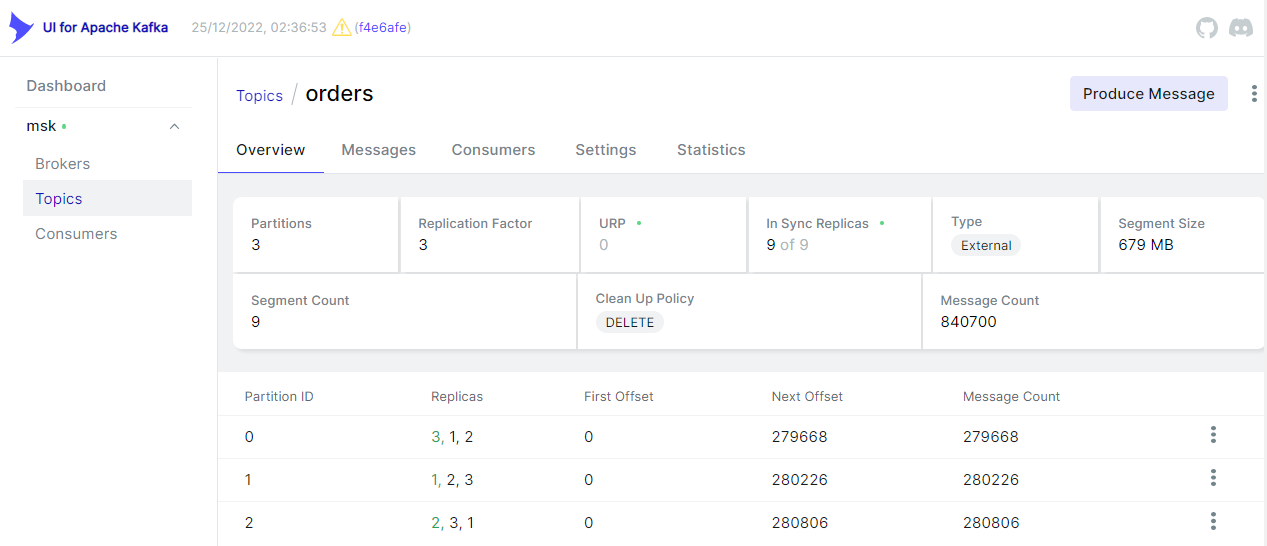 UI for Apache Kafka 25/12/2022, 02:36:53 (f4e6afe)
Dashboard
msk
Brokers
Topics
Consumers
Topics / orders
Produce Message
Overview Messages Consumers Settings Statistics
Partitions
3
Replication Factor
3
URP
0
In Sync Replicas
9 of 9
Type
External
Segment Size
679 MB
Segment Count
9
Clean Up Policy
DELETE
Message Count
840700
Partition ID Replicas First Offset Next Offset Message Count
0 3, 1, 2 0 279668 279668
1 1, 2, 3 0 280226 280226
2 2, 3, 1 0 280806 280806